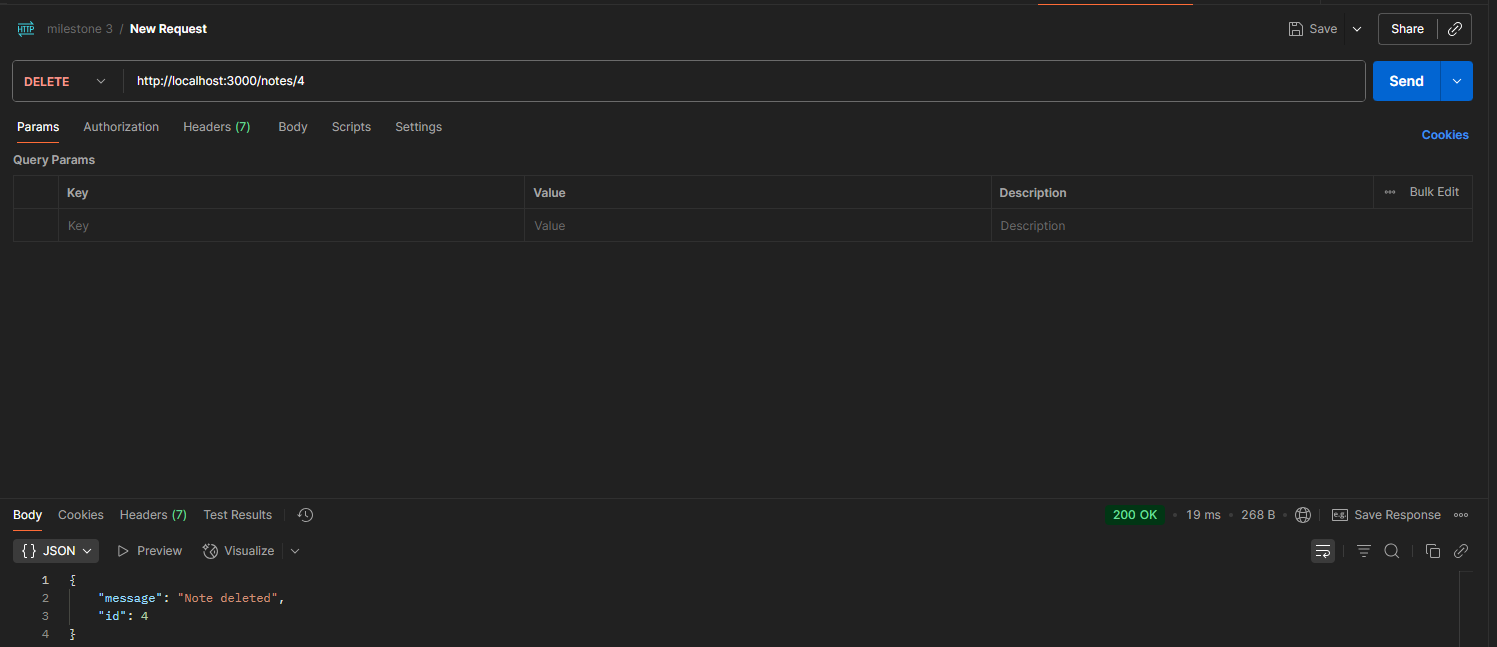 HTTP milestone 3 / New Request Save Share
DELETE http://localhost:3000/notes/4 Send
Params Authorization Headers (7) Body Scripts Settings Cookies
Query Params
Key Value Description ••• Bulk Edit
Key Value Description
Body Cookies Headers (7) Test Results 200 OK • 19 ms • 268 B • e.g. Save Response •••
{} JSON Preview Visualize
1 {
2 "message": "Note deleted",
3 "id": 4
4 }